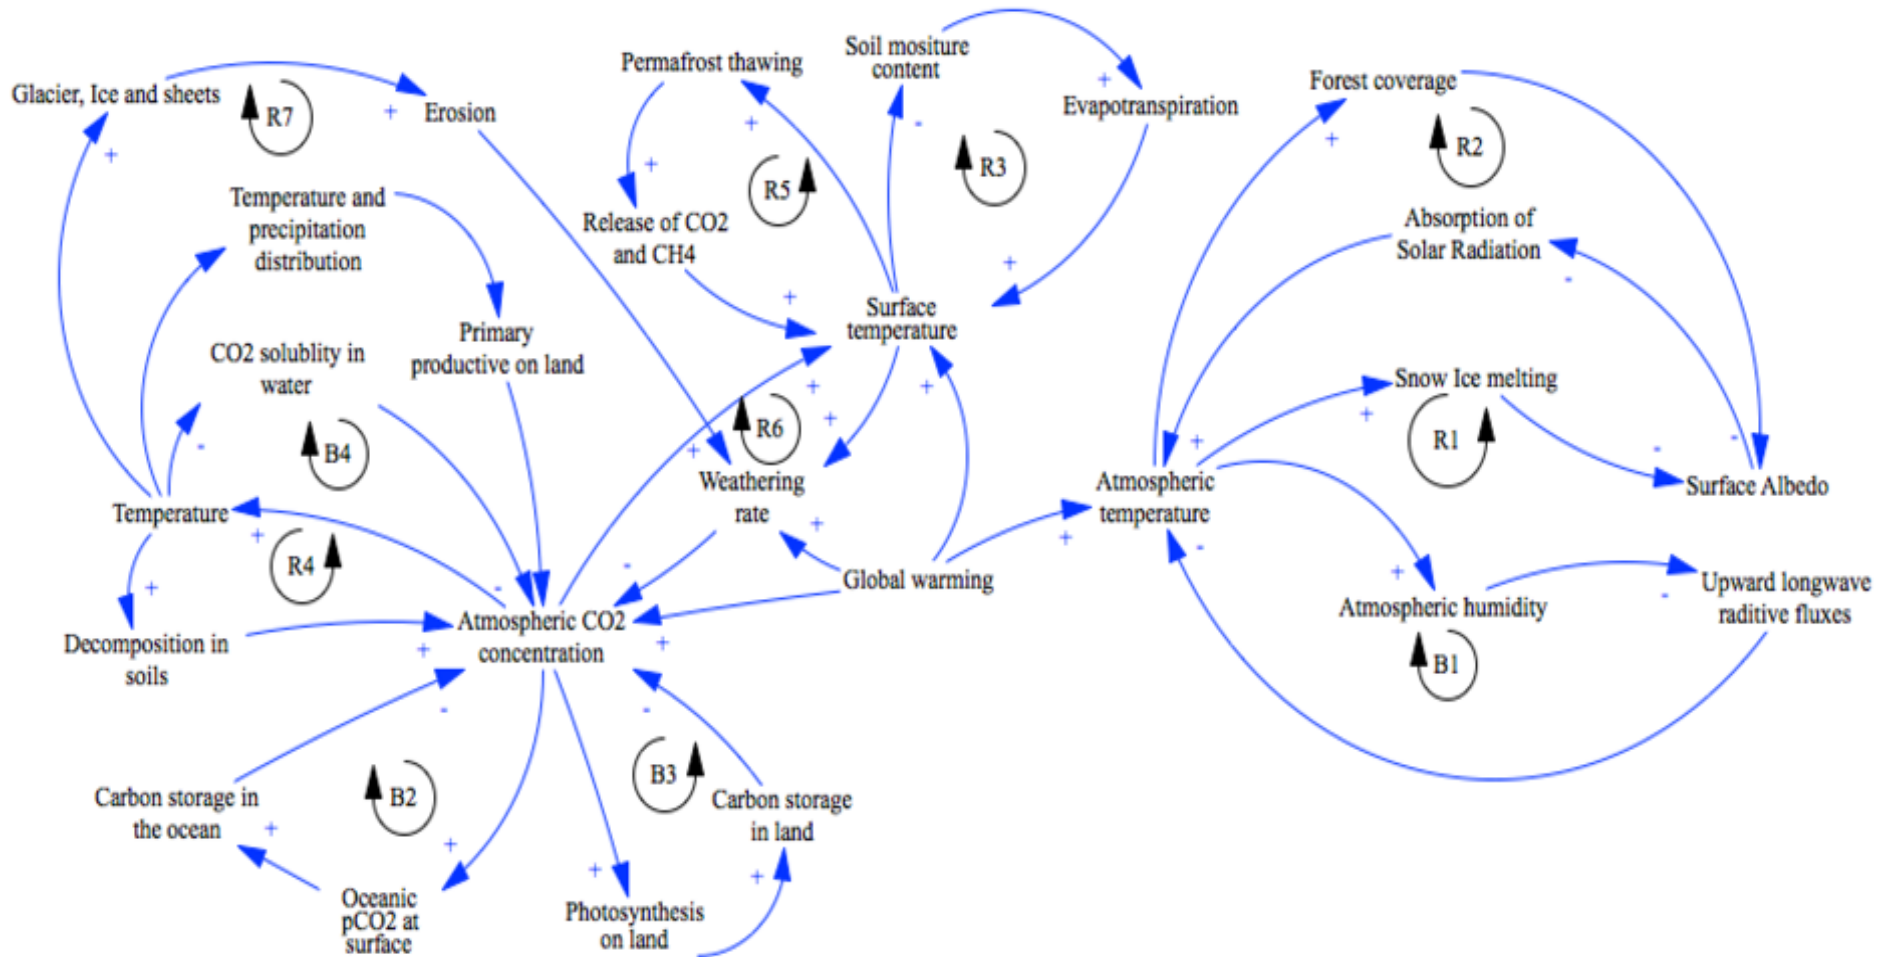 Glacier, Ice and sheets
R7
Erosion
+
+
Temperature and
precipitation
distribution
CO2 solublity in
water
-
B4
Primary
productive on land
Temperature
+
R4
+
Decomposition in
soils
+
-
Permafrost thawing
+
Release of CO2
and CH4
+
+
R5
Soil mositure
content
-
+
Evapotranspiration
R3
+
Surface
temperature
+
+
+
R6
+
Weathering
rate
+
-
Global warming
+
Atmospheric CO2
concentration
+
-
-
Carbon storage in
the ocean
+
B2
+
Oceanic
pCO2 at
surface
B3
Carbon storage
in land
+
+
Photosynthesis
on land
Forest coverage
+
R2
Absorption of
Solar Radiation
-
Snow Ice melting
+
R1
-
-
Surface Albedo
+
Atmospheric
temperature
-
+
Atmospheric humidity
B1
-
Upward longwave
raditive fluxes